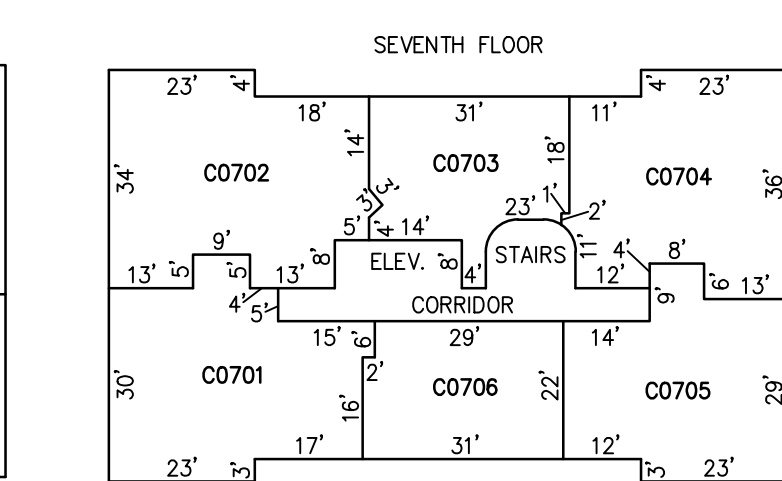 SEVENTH FLOOR
23' 4' 4' 23'
18' 31' 11'
14' 18'
C0703
34' C0702 C0704 36'
3' 3' 1'
23' 2'
5' 4' 14'
9' 11' 4' 8'
5' 5' 8' ELEV. 8' STAIRS
13' 13' 4' 12' 9' 6' 13'
4' 5' CORRIDOR
15' 6' 29' 14'
30' C0701 2' C0706 22' C0705 29'
16'
17' 31' 12'
23' 3' 3' 23'